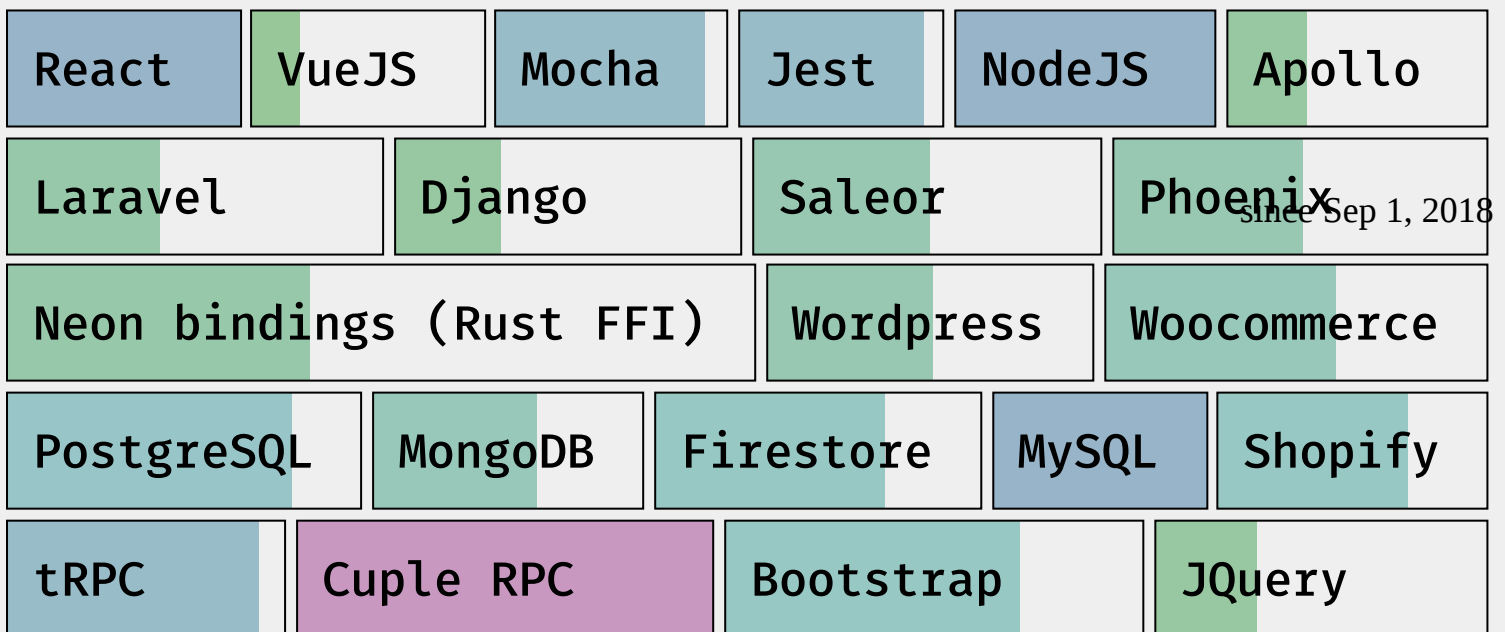 React VueJS Mocha Jest NodeJS Apollo
Laravel Django Saleor Phoenix
since Sep 1, 2018
Neon bindings (Rust FFI) Wordpress Woocommerce
PostgreSQL MongoDB Firestore MySQL Shopify
tRPC Cuple RPC Bootstrap JQuery